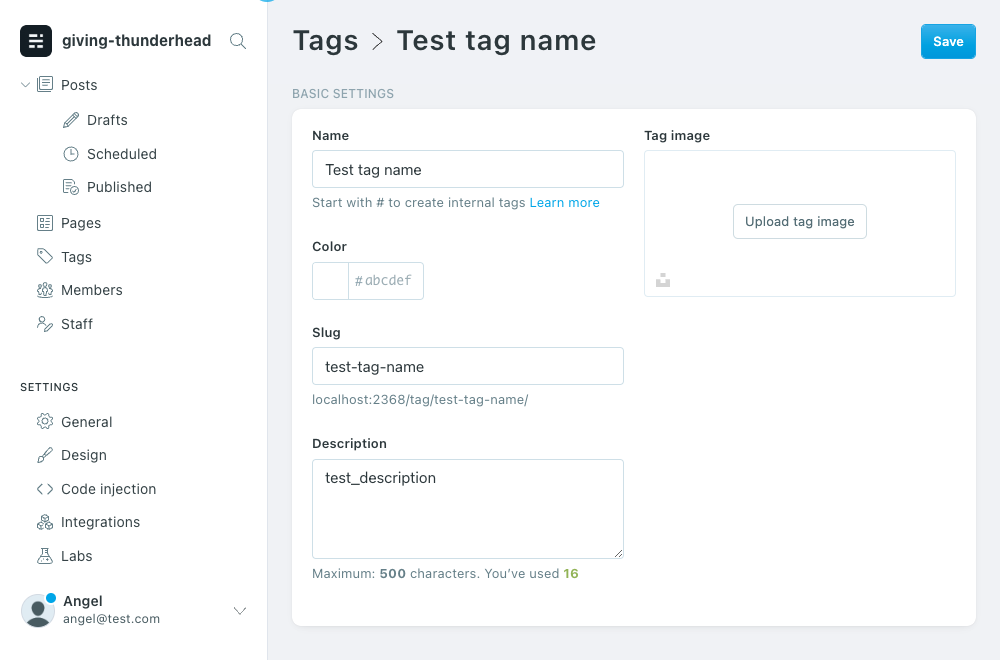 giving-thunderhead
Posts
Drafts
Scheduled
Published
Pages
Tags
Members
Staff
SETTINGS
General
Design
Code injection
Integrations
Labs
Angel
angel@test.com
Tags > Test tag name
Save
BASIC SETTINGS
Name
Test tag name
Start with # to create internal tags Learn more
Color
# abcdef
Slug
test-tag-name
localhost:2368/tag/test-tag-name/
Description
test_description
Maximum: 500 characters. You’ve used 16
Tag image
Upload tag image